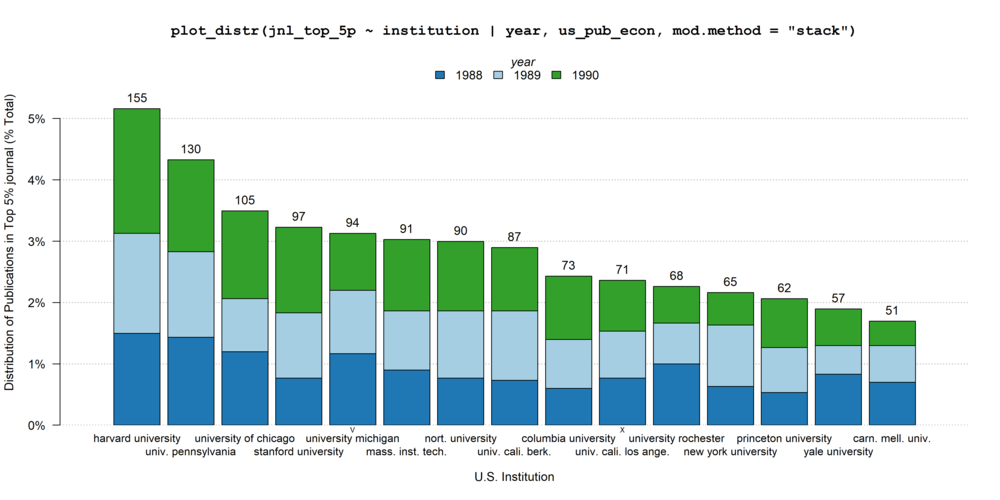 plot_distr(jnl_top_5p ~ institution | year, us_pub_econ, mod.method = "stack")
year
1988 1989 1990
Distribution of Publications in Top 5% journal (% Total)
5%
4%
3%
2%
1%
0%
155
130
105
97
94
91
90
87
73
71
68
65
62
57
51
harvard university
univ. pennsylvania
university of chicago
stanford university
university michigan
mass. inst. tech.
nort. university
univ. cali. berk.
columbia university
univ. cali. los ange.
university rochester
new york university
princeton university
yale university
carn. mell. univ.
U.S. Institution